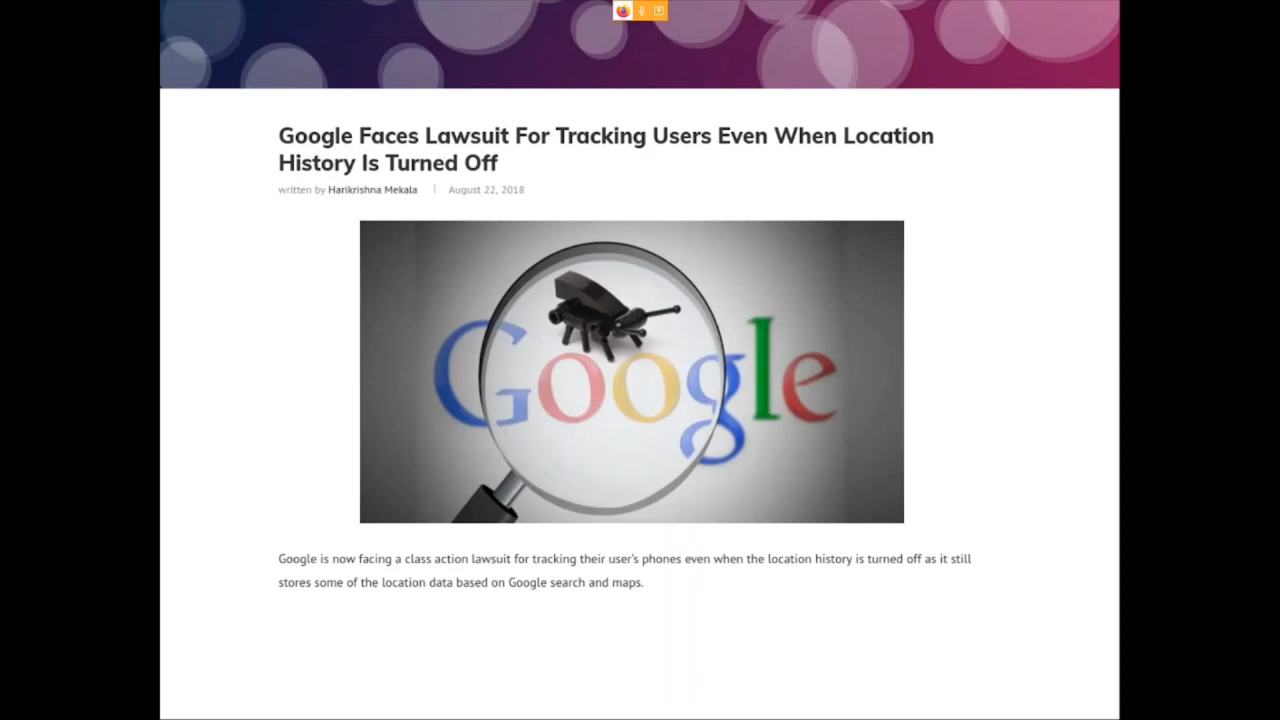 Google Faces Lawsuit For Tracking Users Even When Location
History Is Turned Off
written by Harikrishna Mekala | August 22, 2018
Google
Google is now facing a class action lawsuit for tracking their user's phones even when the location history is turned off as it still
stores some of the location data based on Google search and maps.